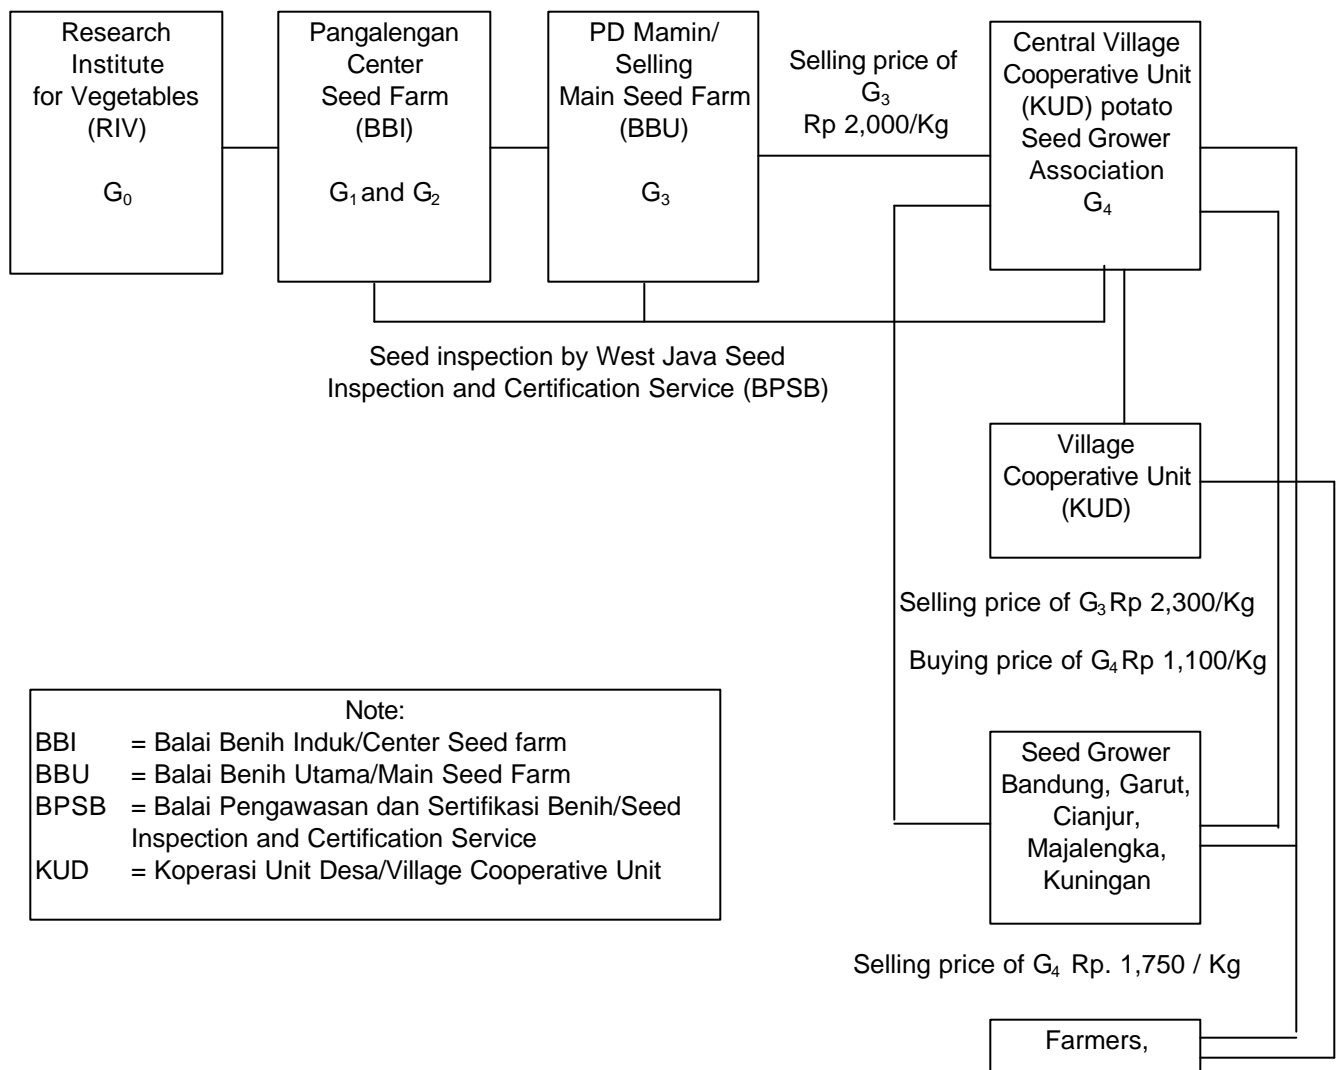 Research
Institute
for Vegetables
(RIV)
G₀
Pangalengan
Center
Seed Farm
(BBI)
G₁ and G₂
PD Mamin/
Selling
Main Seed Farm
(BBU)
G₃
Selling price of
G₃
Rp 2,000/Kg
Central Village
Cooperative Unit
(KUD) potato
Seed Grower
Association
G₄
Seed inspection by West Java Seed
Inspection and Certification Service (BPSB)
Village
Cooperative Unit
(KUD)
Selling price of G₃ Rp 2,300/Kg
Buying price of G₄ Rp 1,100/Kg
Note:
BBI = Balai Benih Induk/Center Seed farm
BBU = Balai Benih Utama/Main Seed Farm
BPSB = Balai Pengawasan dan Sertifikasi Benih/Seed
Inspection and Certification Service
KUD = Koperasi Unit Desa/Village Cooperative Unit
Seed Grower
Bandung, Garut,
Cianjur,
Majalengka,
Kuningan
Selling price of G₄ Rp. 1,750 / Kg
Farmers,